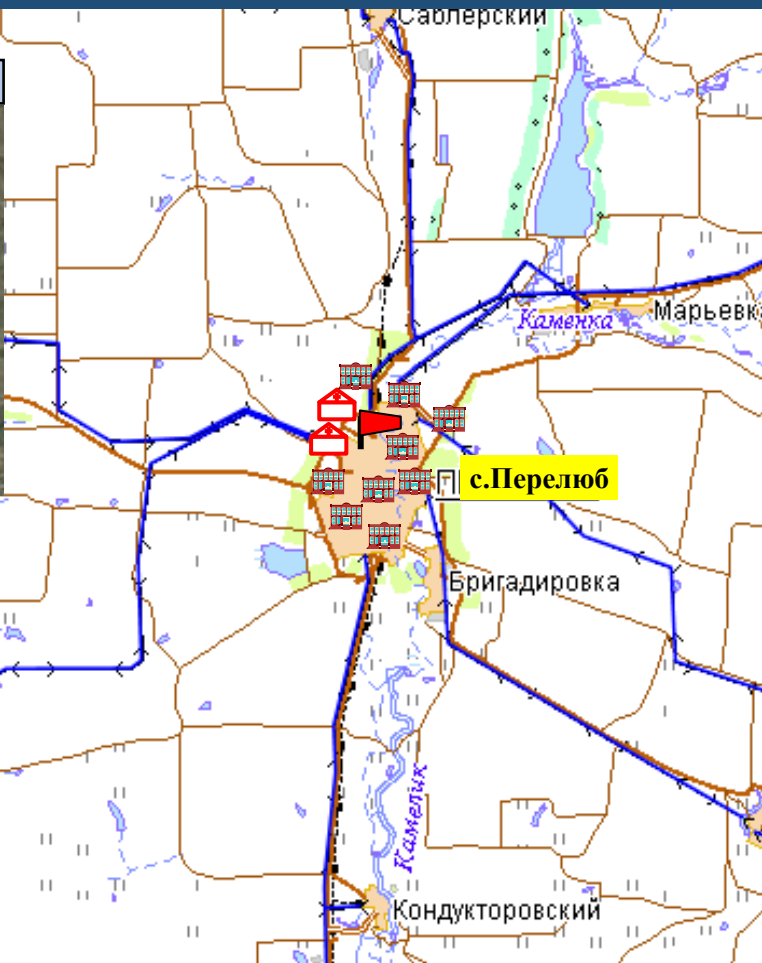 Саблерский
Каменка
Марьевка
с.Перелюб
Бригадировка
Камелик
Кондукторовский